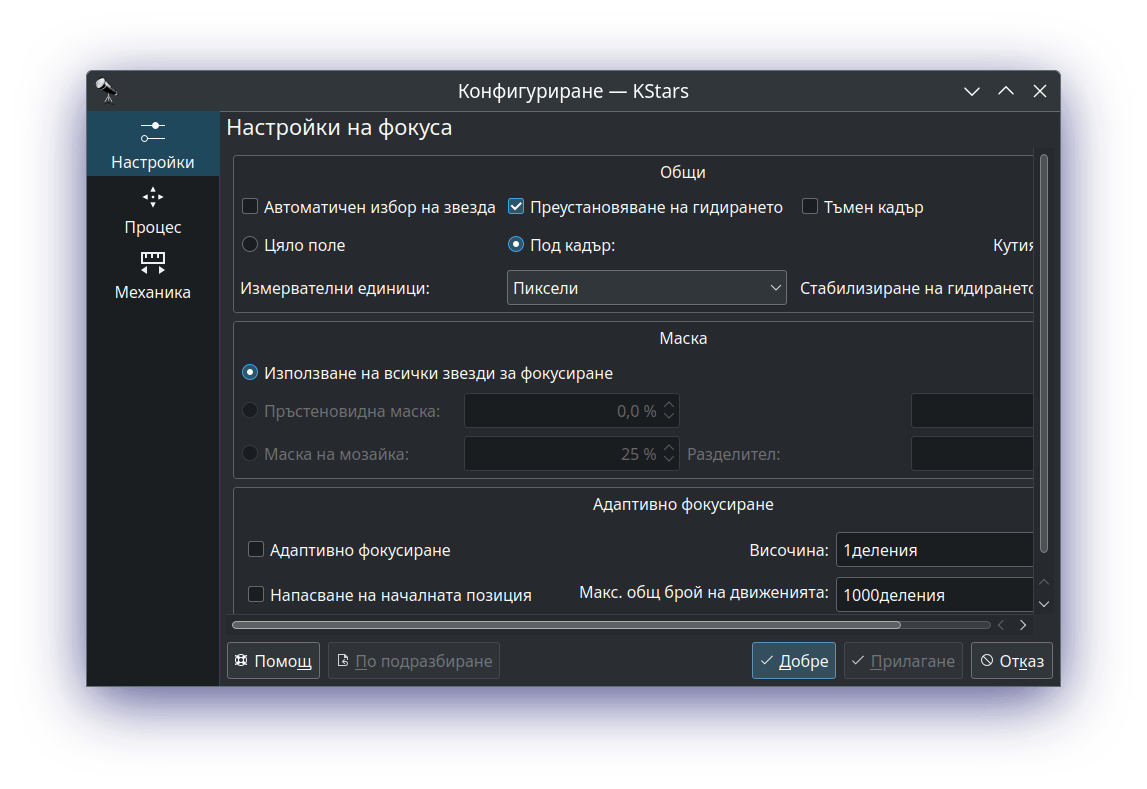 Конфигуриране — KStars
Настройки
Процес
Механика
Настройки на фокуса
Общи
Автоматичен избор на звезда Преустановяване на гидирането Тъмен кадър
Цяло поле Под кадър: Кутия
Измервателни единици: Пиксели Стабилизиране на гидирането
Маска
Използване на всички звезди за фокусиране
Пръстеновидна маска: 0,0 %
Маска на мозайка: 25 % Разделител:
Адаптивно фокусиране
Адаптивно фокусиране Височина: 1деления
Напасване на началната позиция Макс. общ брой на движенията: 1000деления
Помощ По подразбиране Добре Прилагане Отказ